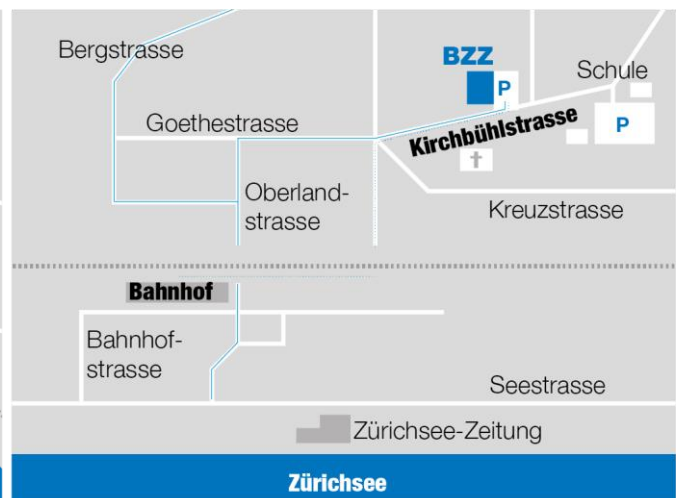 Bergstrasse
BZZ
Schule
P
Goethestrasse
P
Kirchbühlstrasse
Oberland-
strasse
Kreuzstrasse
Bahnhof
Bahnhof-
strasse
Seestrasse
Zürichsee-Zeitung
Zürichsee